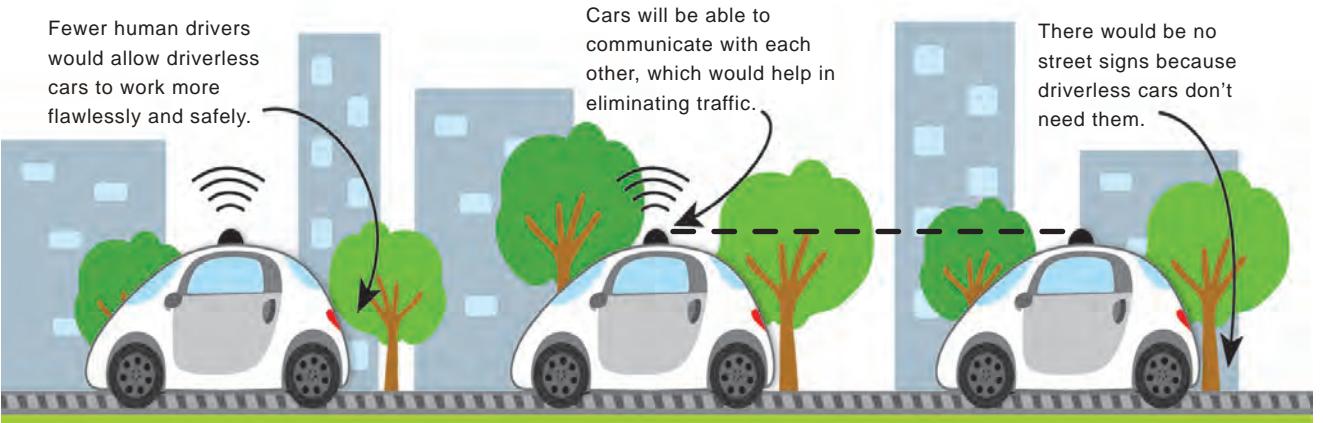 Fewer human drivers
would allow driverless
cars to work more
flawlessly and safely.
Cars will be able to
communicate with each
other, which would help in
eliminating traffic.
There would be no
street signs because
driverless cars don’t
need them.